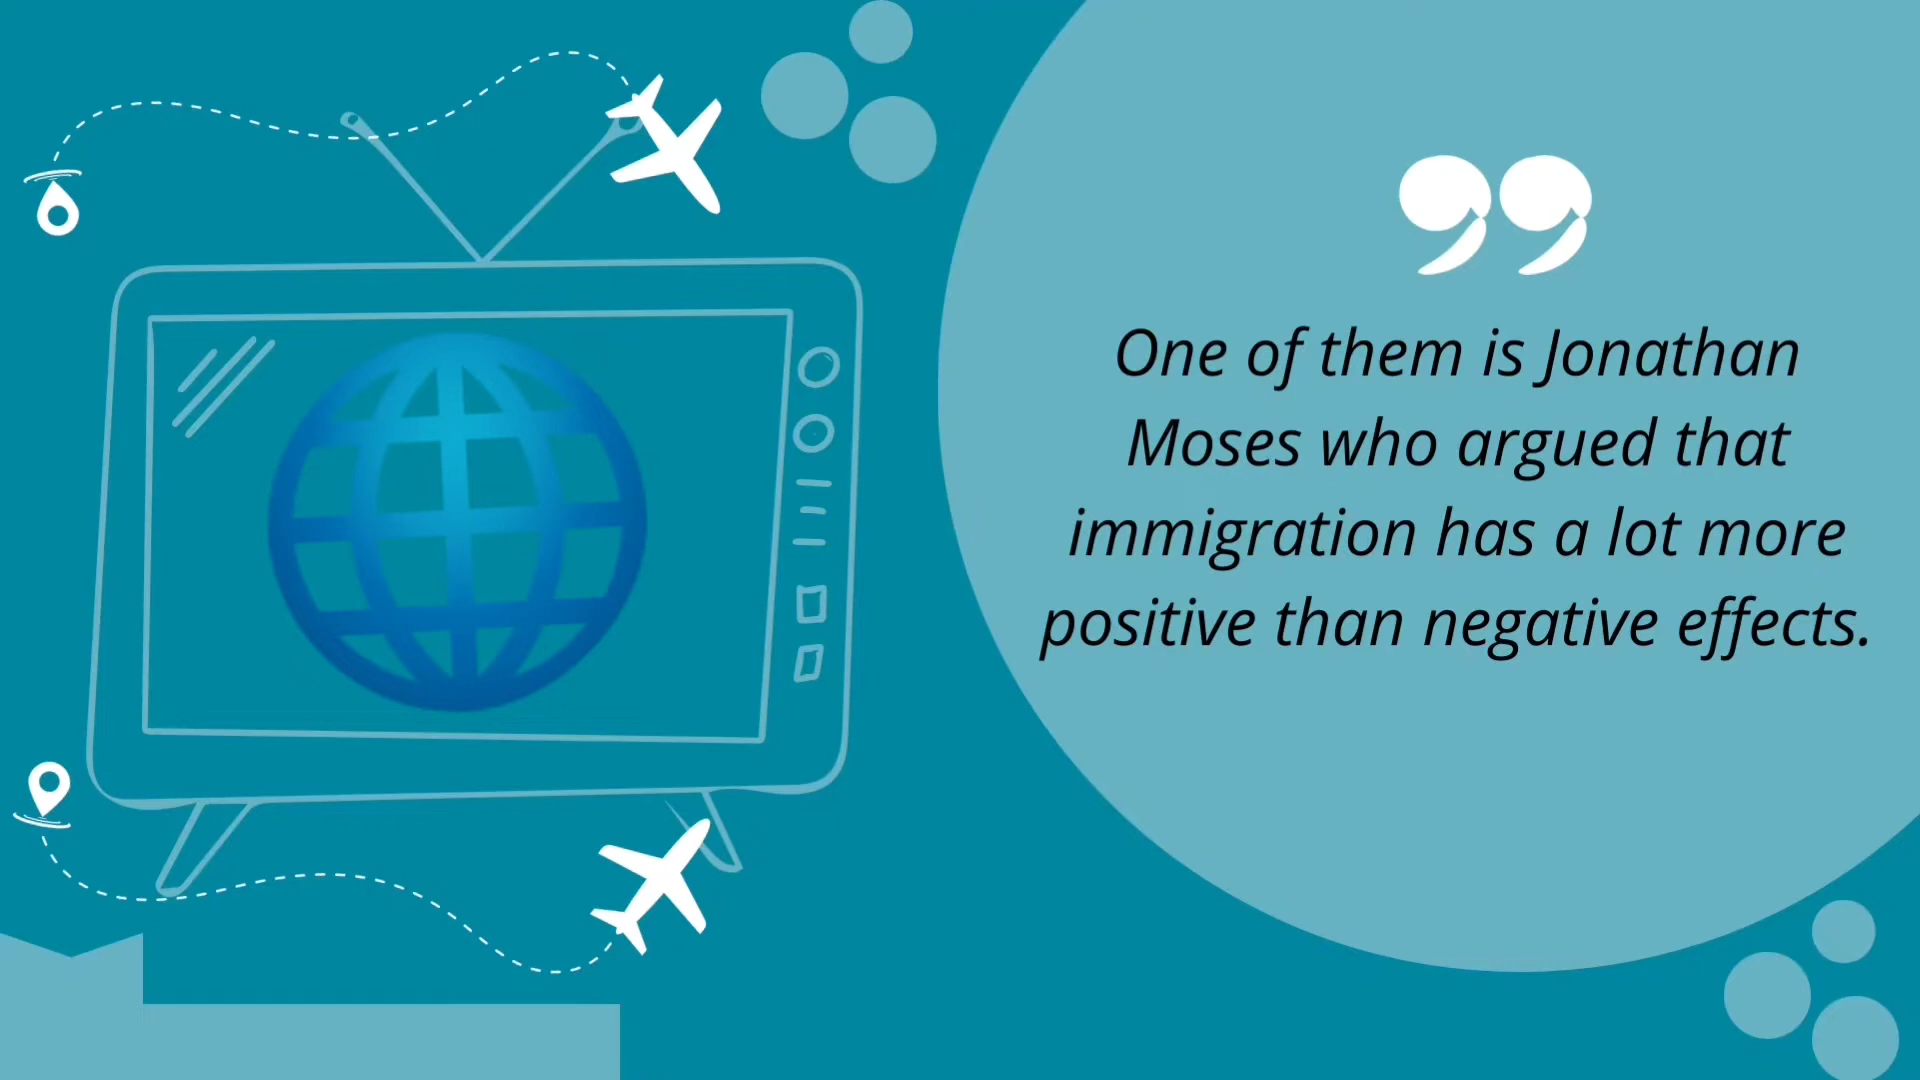 One of them is Jonathan
Moses who argued that
immigration has a lot more
positive than negative effects.